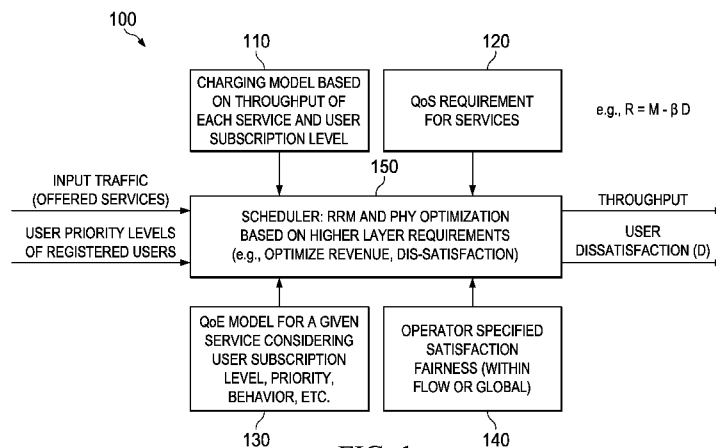 100
110
120
CHARGING MODEL BASED
ON THROUGHPUT OF
EACH SERVICE AND USER
SUBSCRIPTION LEVEL
QoS REQUIREMENT
FOR SERVICES
e.g., R = M - β D
150
INPUT TRAFFIC
(OFFERED SERVICES)
USER PRIORITY LEVELS
OF REGISTERED USERS
SCHEDULER: RRM AND PHY OPTIMIZATION
BASED ON HIGHER LAYER REQUIREMENTS
(e.g., OPTIMIZE REVENUE, DIS-SATISFACTION)
THROUGHPUT
USER
DISSATISFACTION (D)
QoE MODEL FOR A GIVEN
SERVICE CONSIDERING
USER SUBSCRIPTION
LEVEL, PRIORITY,
BEHAVIOR, ETC.
OPERATOR SPECIFIED
SATISFACTION
FAIRNESS (WITHIN
FLOW OR GLOBAL)
130
140